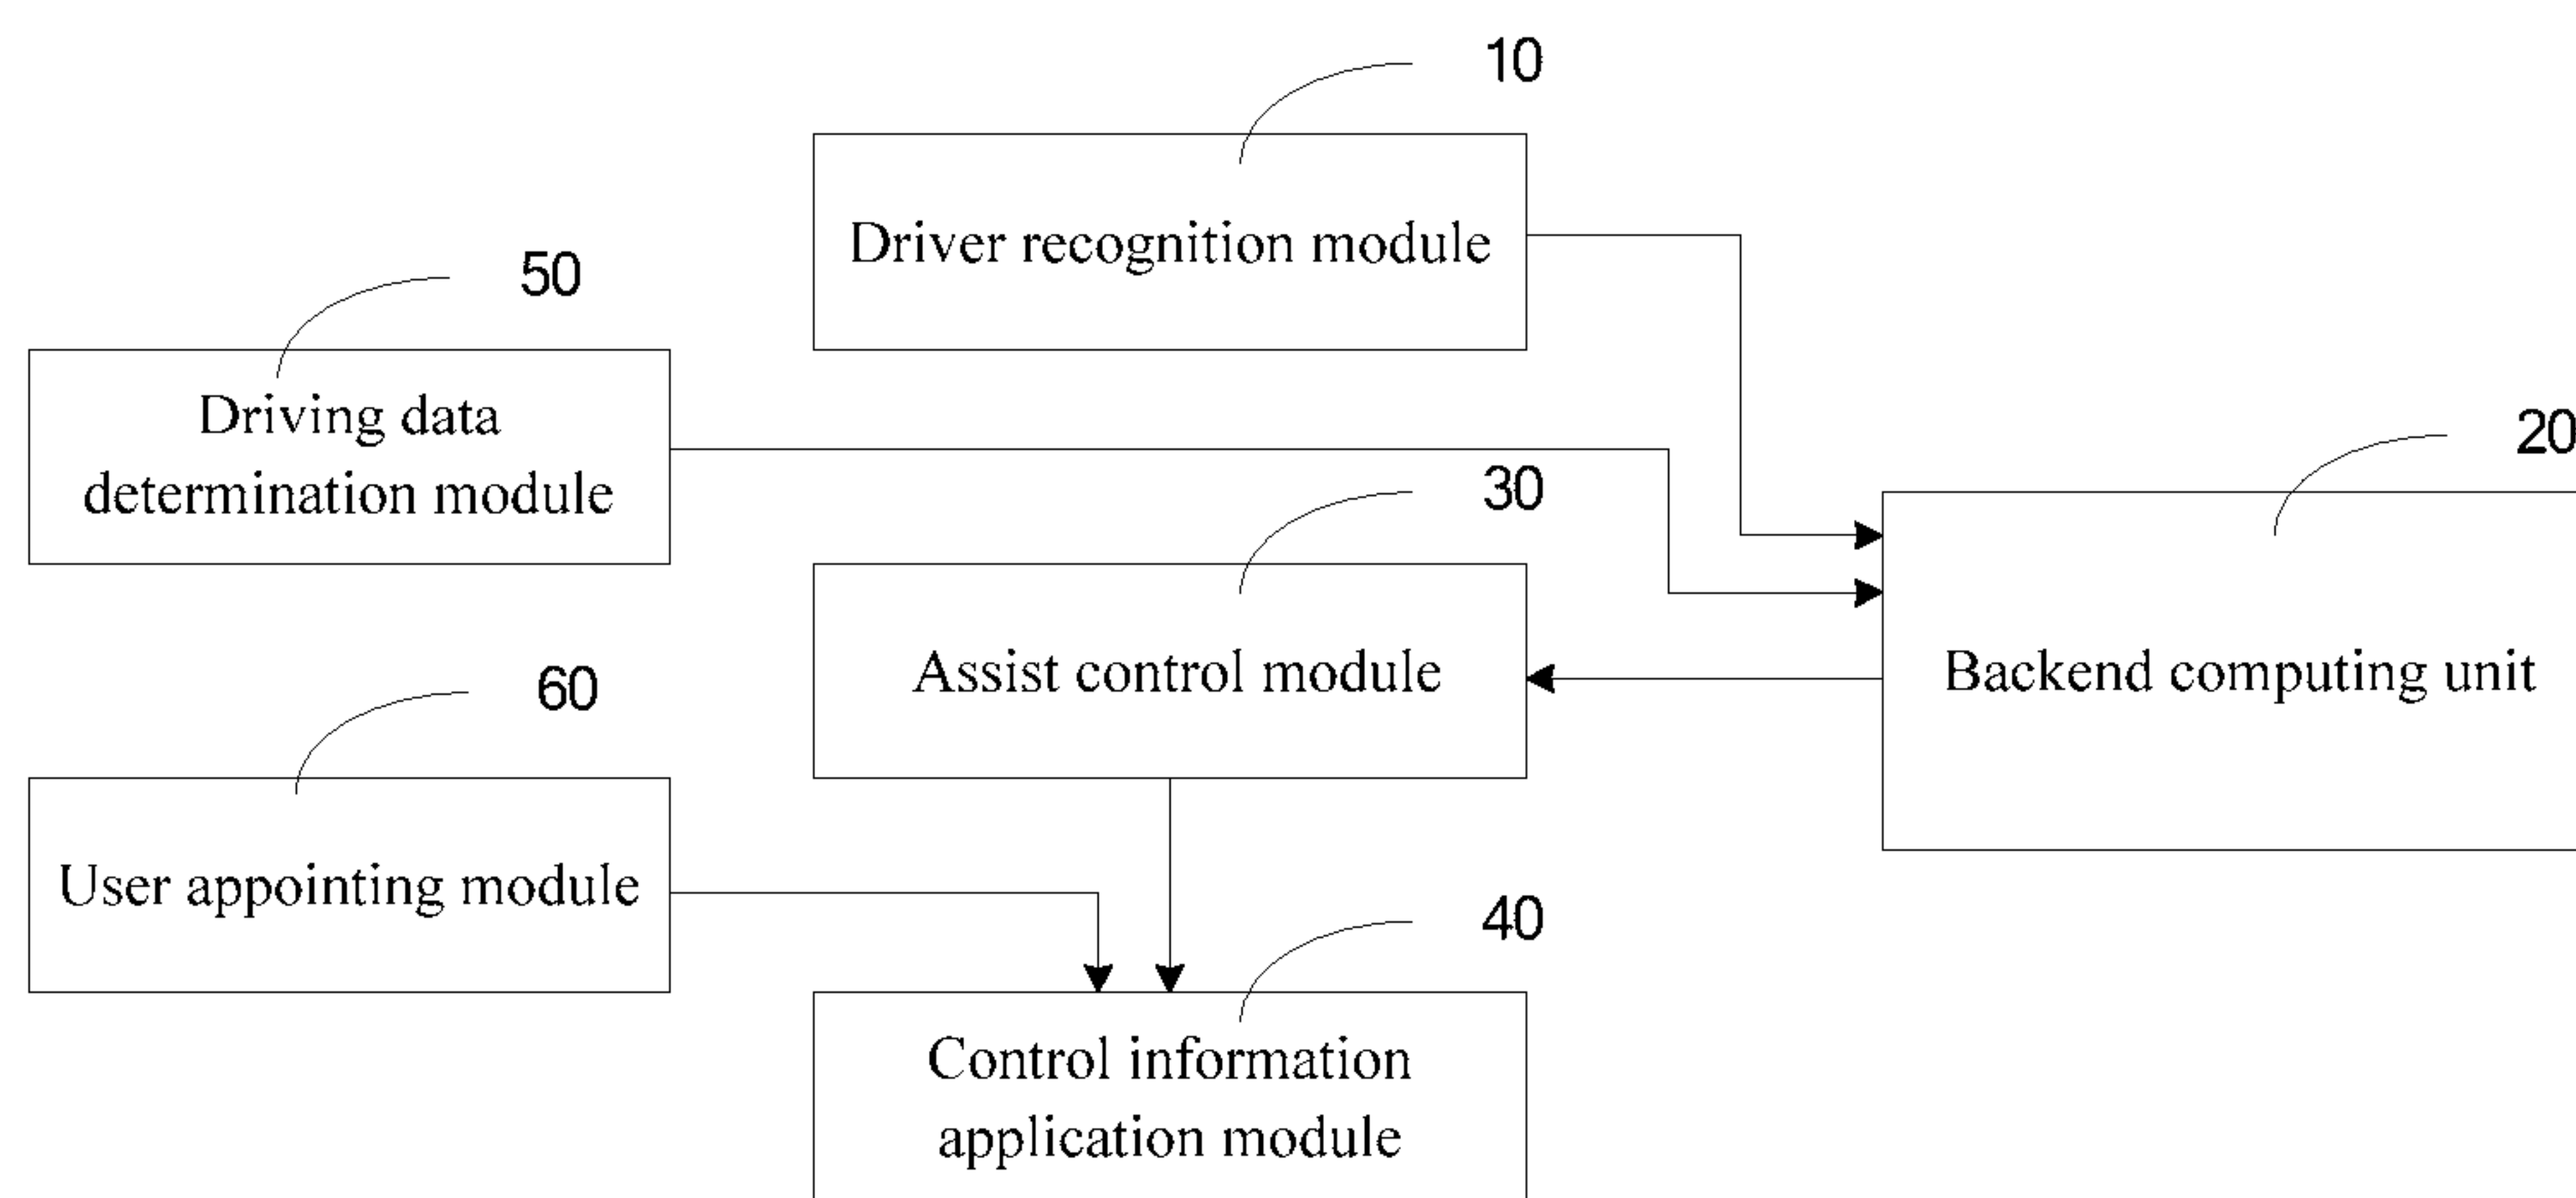 10
Driver recognition module
50
Driving data
determination module
20
30
Assist control module
Backend computing unit
60
User appointing module
40
Control information
application module